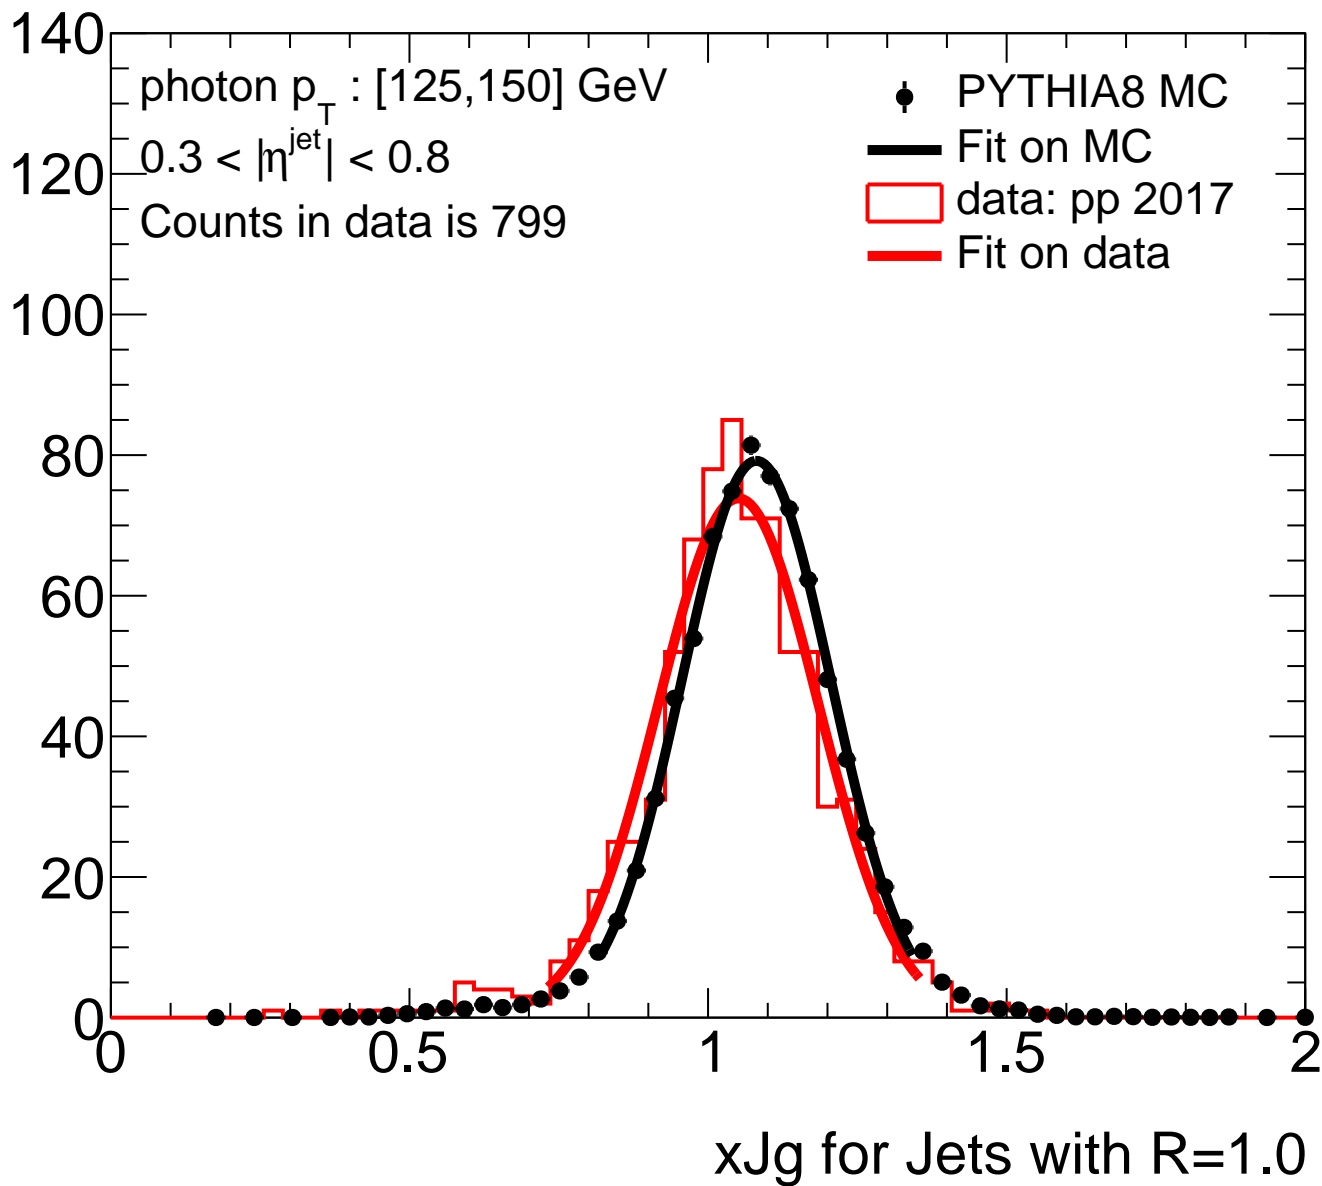 140
120
100
80
60
40
20
0
photon p_T : [125,150] GeV
0.3 < |η^jet| < 0.8
Counts in data is 799
PYTHIA8 MC
Fit on MC
data: pp 2017
Fit on data
0 0.5 1 1.5 2
xJg for Jets with R=1.0